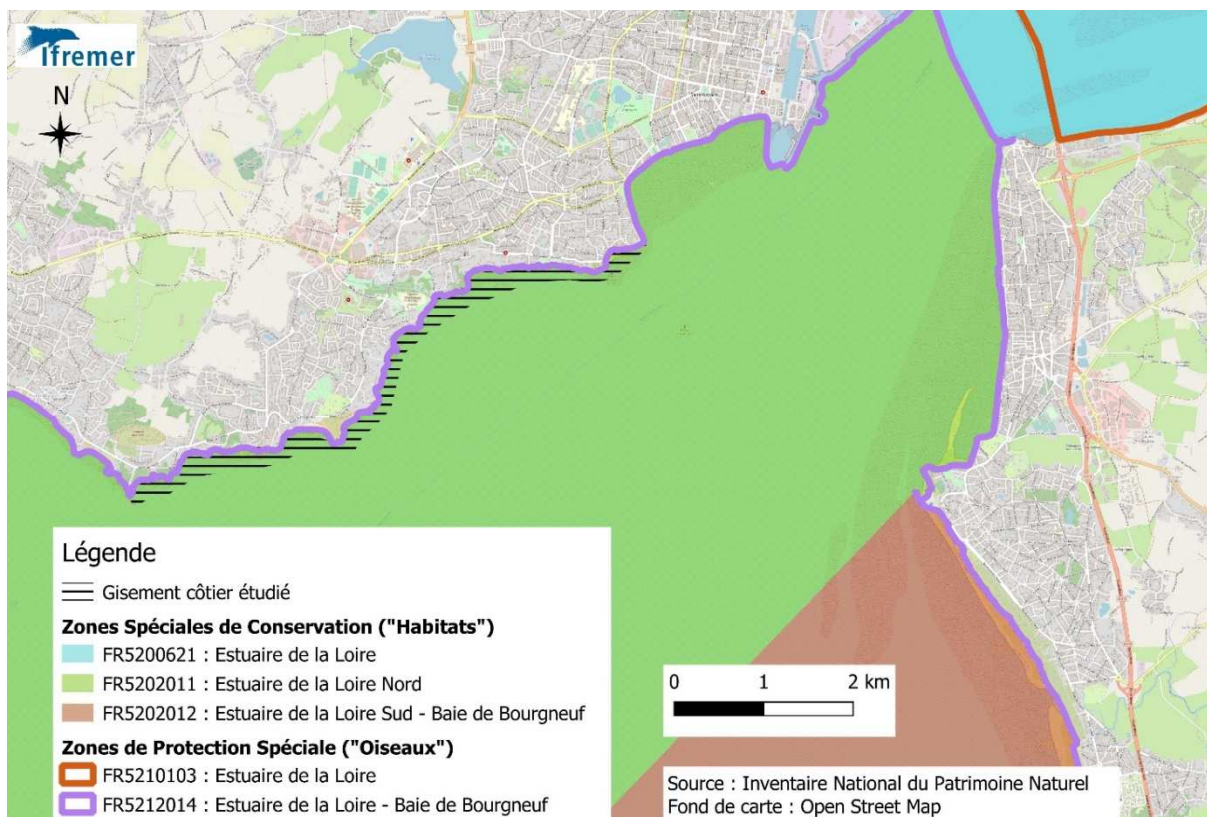 Ifremer
N
Légende
Gisement côtier étudié
Zones Spéciales de Conservation ("Habitats")
FR5200621 : Estuaire de la Loire
FR5202011 : Estuaire de la Loire Nord
FR5202012 : Estuaire de la Loire Sud - Baie de Bourgneuf
Zones de Protection Spéciale ("Oiseaux")
FR5210103 : Estuaire de la Loire
FR5212014 : Estuaire de la Loire - Baie de Bourgneuf
0 1 2 km
Source : Inventaire National du Patrimoine Naturel
Fond de carte : Open Street Map